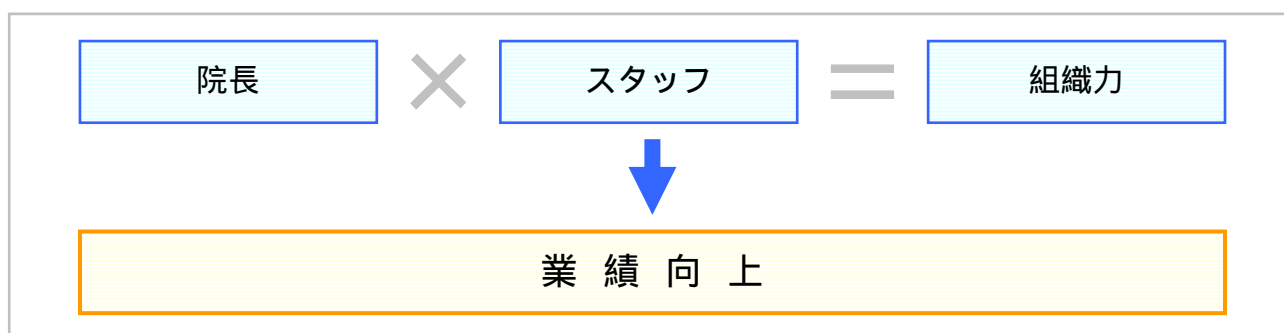 院長 × スタッフ = 組織力
業績向上